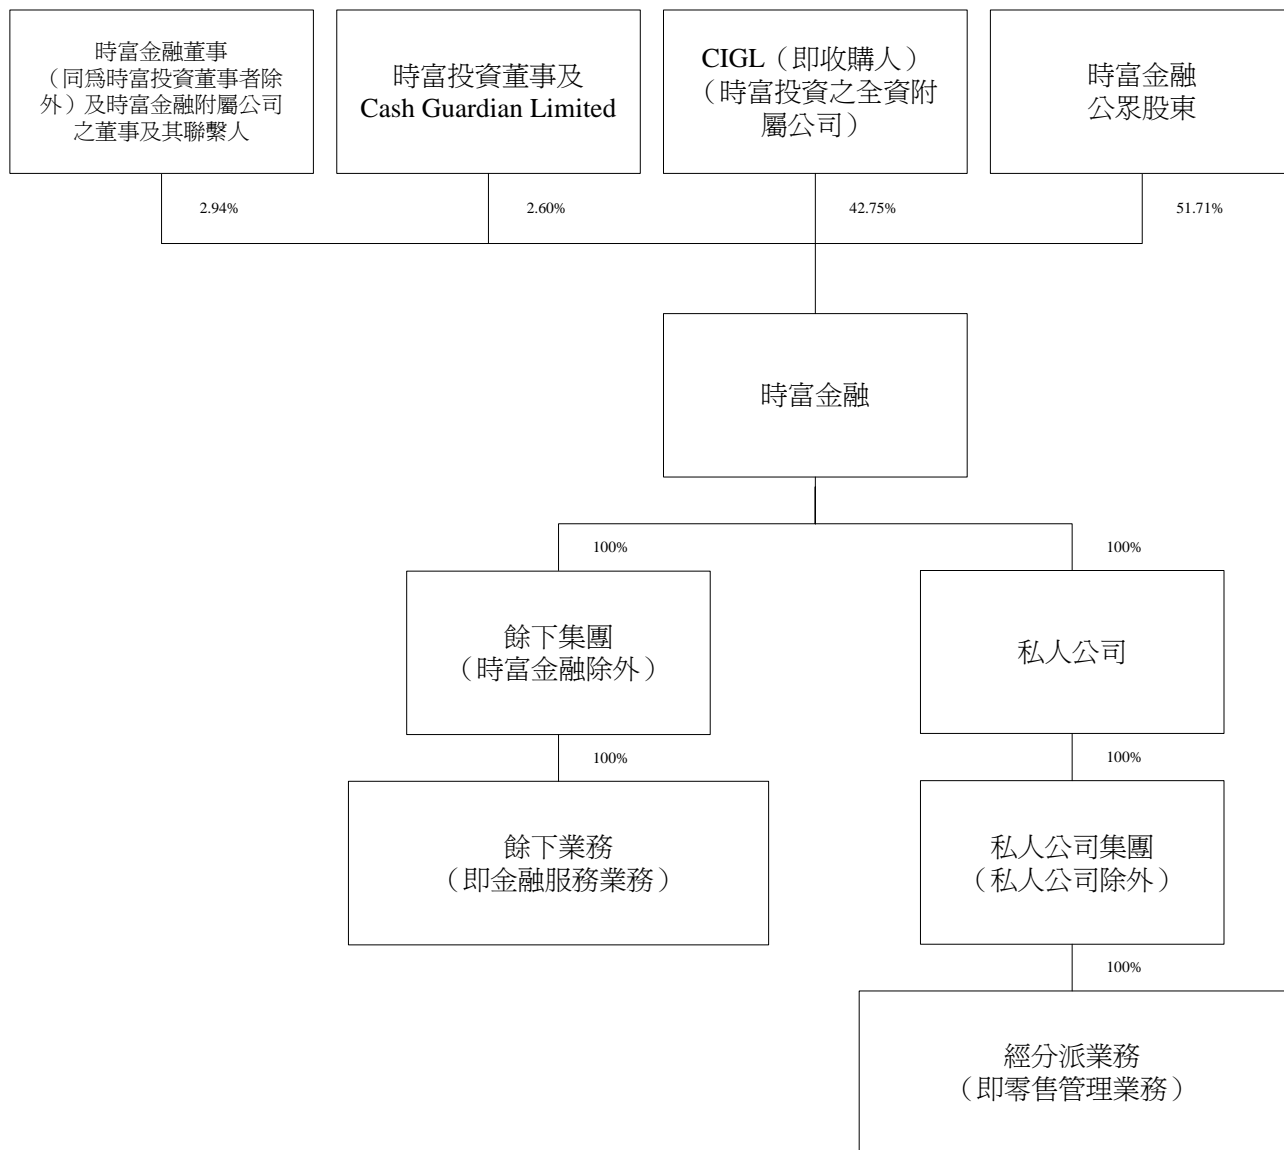 時富金融董事
（同爲時富投資董事者除
外）及時富金融附屬公司
之董事及其聯繫人
時富投資董事及
Cash Guardian Limited
CIGL（即收購人）
（時富投資之全資附
屬公司）
時富金融
公眾股東
2.94%
2.60%
42.75%
51.71%
時富金融
100%
100%
餘下集團
（時富金融除外）
私人公司
100%
100%
餘下業務
（即金融服務業務）
私人公司集團
（私人公司除外）
100%
經分派業務
（即零售管理業務）